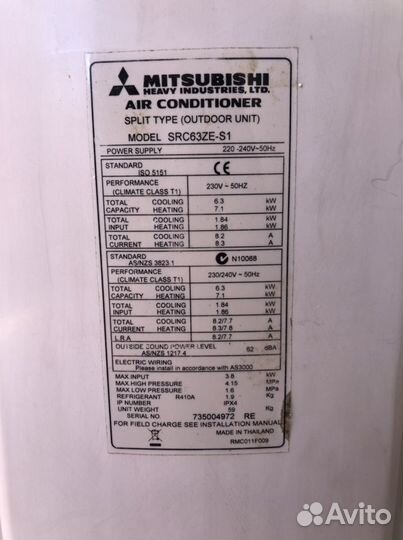 MITSUBISHI
HEAVY INDUSTRIES, LTD.
AIR CONDITIONER
SPLIT TYPE (OUTDOOR UNIT)
MODEL SRC63ZE-S1
POWER SUPPLY 220 -240V~50Hz
STANDARD
ISO 5151 CE
PERFORMANCE
(CLIMATE CLASS T1) 230V ~ 50HZ
TOTAL COOLING 6.3 kW
CAPACITY HEATING 7.1 kW
TOTAL COOLING 1.84 kW
INPUT HEATING 1.86 kW
TOTAL COOLING 8.2 A
CURRENT HEATING 8.3 A
STANDARD
AS/NZS 3823.1 N10068
PERFORMANCE
(CLIMATE CLASS T1) 230/240V ~ 50Hz
TOTAL COOLING 6.3 kW
CAPACITY HEATING 7.1 kW
TOTAL COOLING 1.84 kW
INPUT HEATING 1.86 kW
TOTAL COOLING 8.2/7.7 A
CURRENT HEATING 8.3/7.8 A
L.R.A 8.2/7.7 A
OUTSIDE SOUND POWER LEVEL 62 dBA
AS/NZS 1217.4
ELECTRIC WIRING
Please install in accordance with AS3000
MAX INPUT 3.8 kW
MAX HIGH PRESSURE 4.15 MPa
MAX LOW PRESSURE 1.6 MPa
REFRIGERANT R410A 1.9 Kg
IP NUMBER IPX4
UNIT WEIGHT 59 Kg
SERIAL NO. 735004972 RE
FOR FIELD CHARGE SEE INSTALLATION MANUAL
MADE IN THAILAND
RMC011F009
Avito